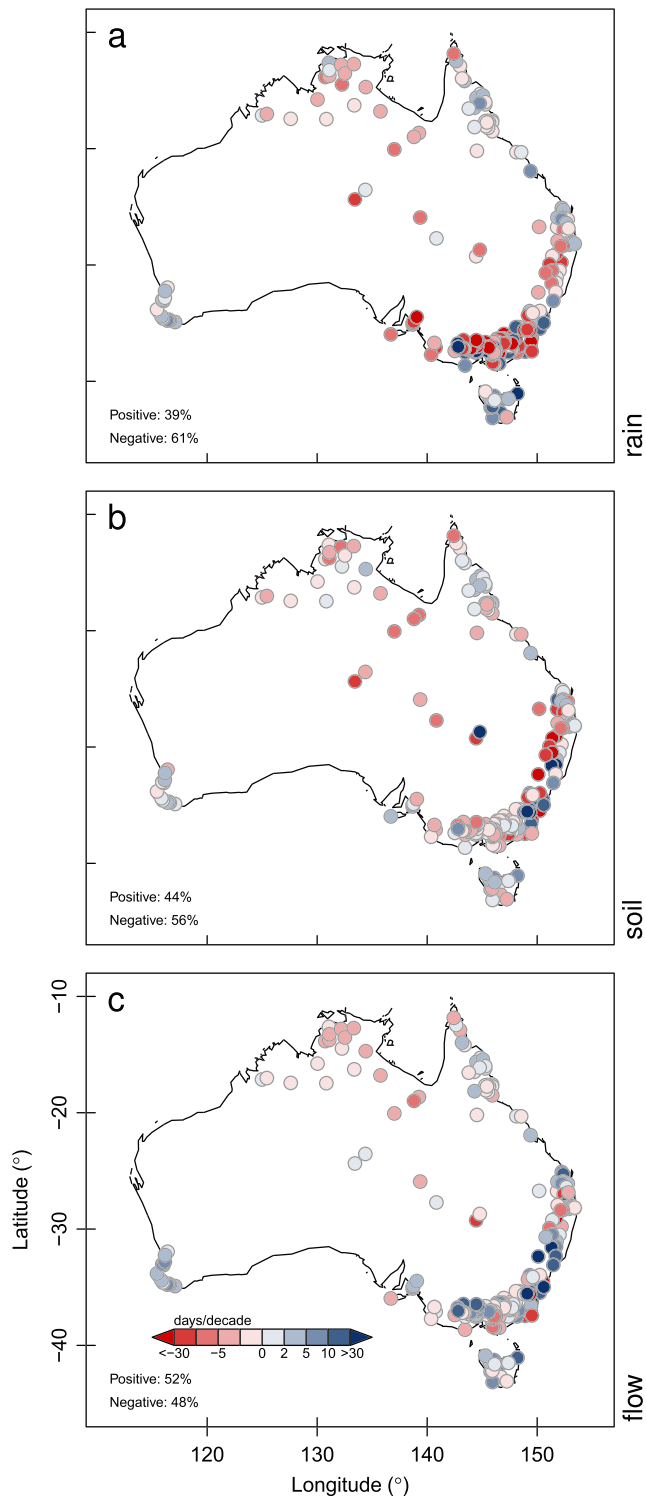 a
Positive: 39%
Negative: 61%
rain
b
Positive: 44%
Negative: 56%
soil
c
−10
−20
−30
−40
Latitude (°)
days/decade
<−30 −5 0 2 5 10 >30
Positive: 52%
Negative: 48%
flow
120 130 140 150
Longitude (°)